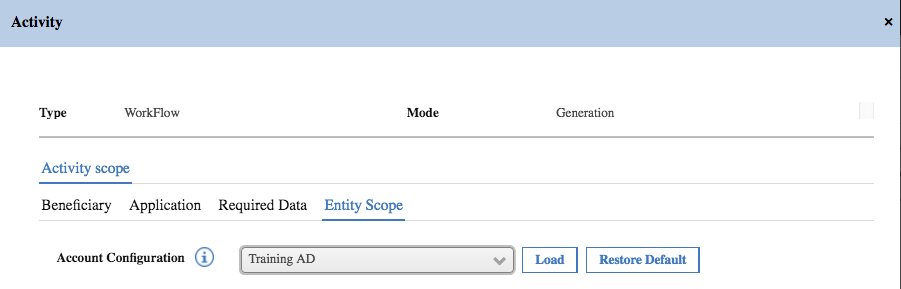 Activity ×
Type WorkFlow Mode Generation
Activity scope
Beneficiary Application Required Data Entity Scope
Account Configuration i Training AD Load Restore Default